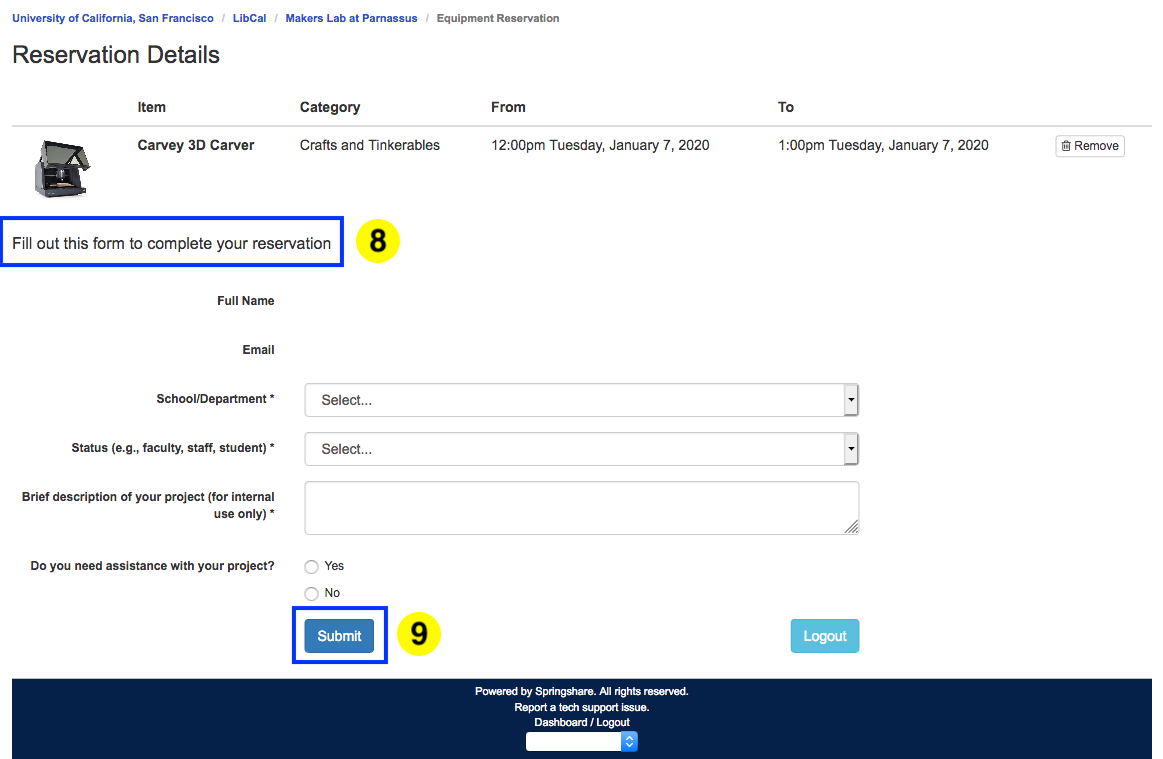 University of California, San Francisco / LibCal / Makers Lab at Parnassus / Equipment Reservation
Reservation Details
Item Category From To
Carvey 3D Carver Crafts and Tinkerables 12:00pm Tuesday, January 7, 2020 1:00pm Tuesday, January 7, 2020 Remove
Fill out this form to complete your reservation 8
Full Name
Email
School/Department * Select...
Status (e.g., faculty, staff, student) * Select...
Brief description of your project (for internal
use only) *
Do you need assistance with your project? Yes
No
Submit 9 Logout
Powered by Springshare. All rights reserved.
Report a tech support issue.
Dashboard / Logout